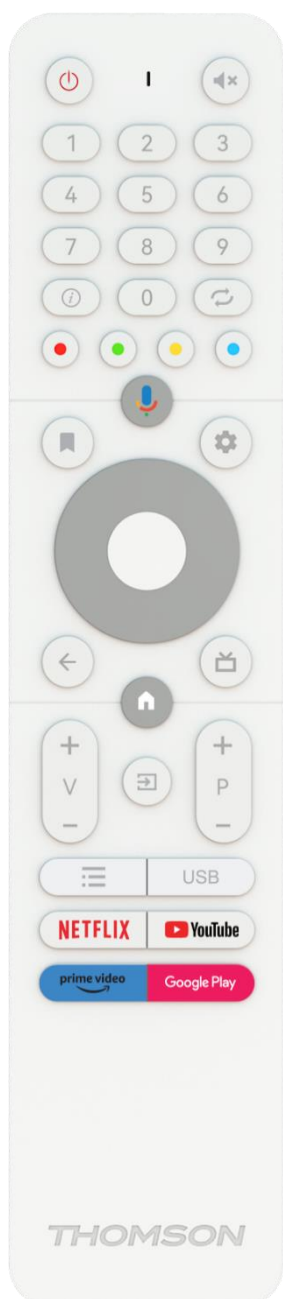 1 2 3
4 5 6
7 8 9
i 0
V P
USB
NETFLIX YouTube
prime video Google Play
THOMSON